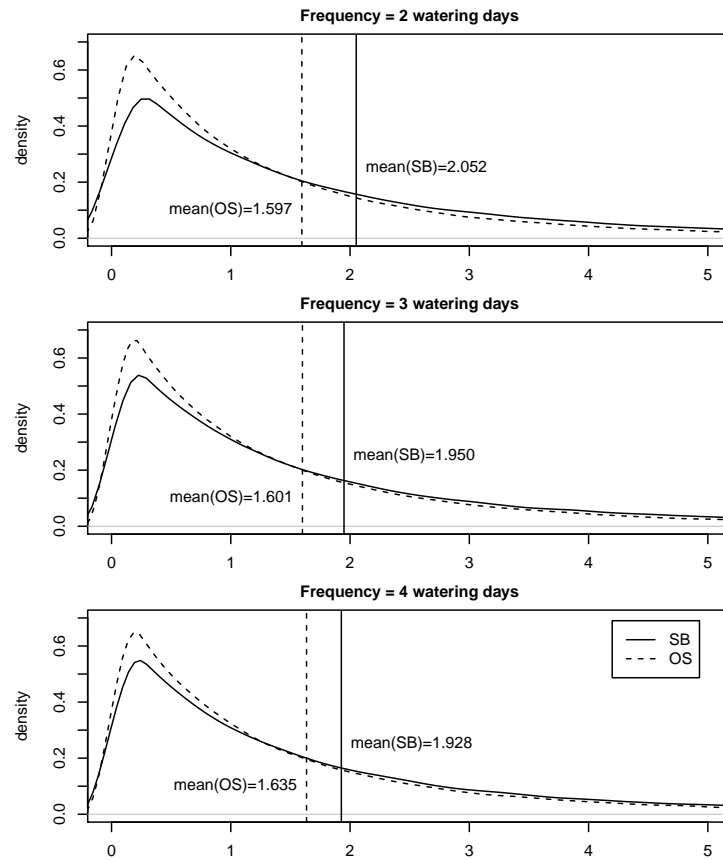 Frequency = 2 watering days
density
0.0 0.2 0.4 0.6
mean(SB)=2.052
mean(OS)=1.597
0 1 2 3 4 5
Frequency = 3 watering days
density
0.0 0.2 0.4 0.6
mean(SB)=1.950
mean(OS)=1.601
0 1 2 3 4 5
Frequency = 4 watering days
density
0.0 0.2 0.4 0.6
SB
OS
mean(SB)=1.928
mean(OS)=1.635
0 1 2 3 4 5